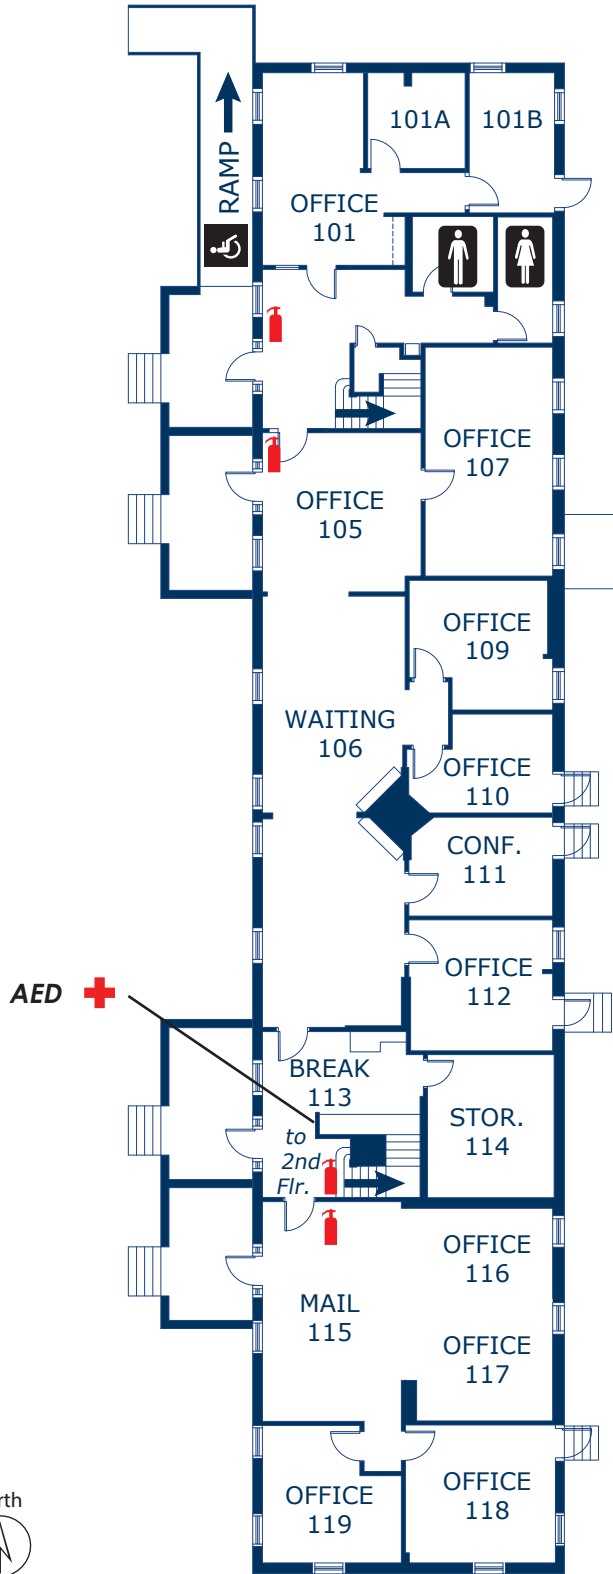 101A
101B
RAMP
OFFICE
101
OFFICE
107
OFFICE
105
OFFICE
109
WAITING
106
OFFICE
110
CONF.
111
OFFICE
112
AED
BREAK
113
STOR.
114
to
2nd
Flr.
OFFICE
116
MAIL
115
OFFICE
117
OFFICE
118
OFFICE
119
rth